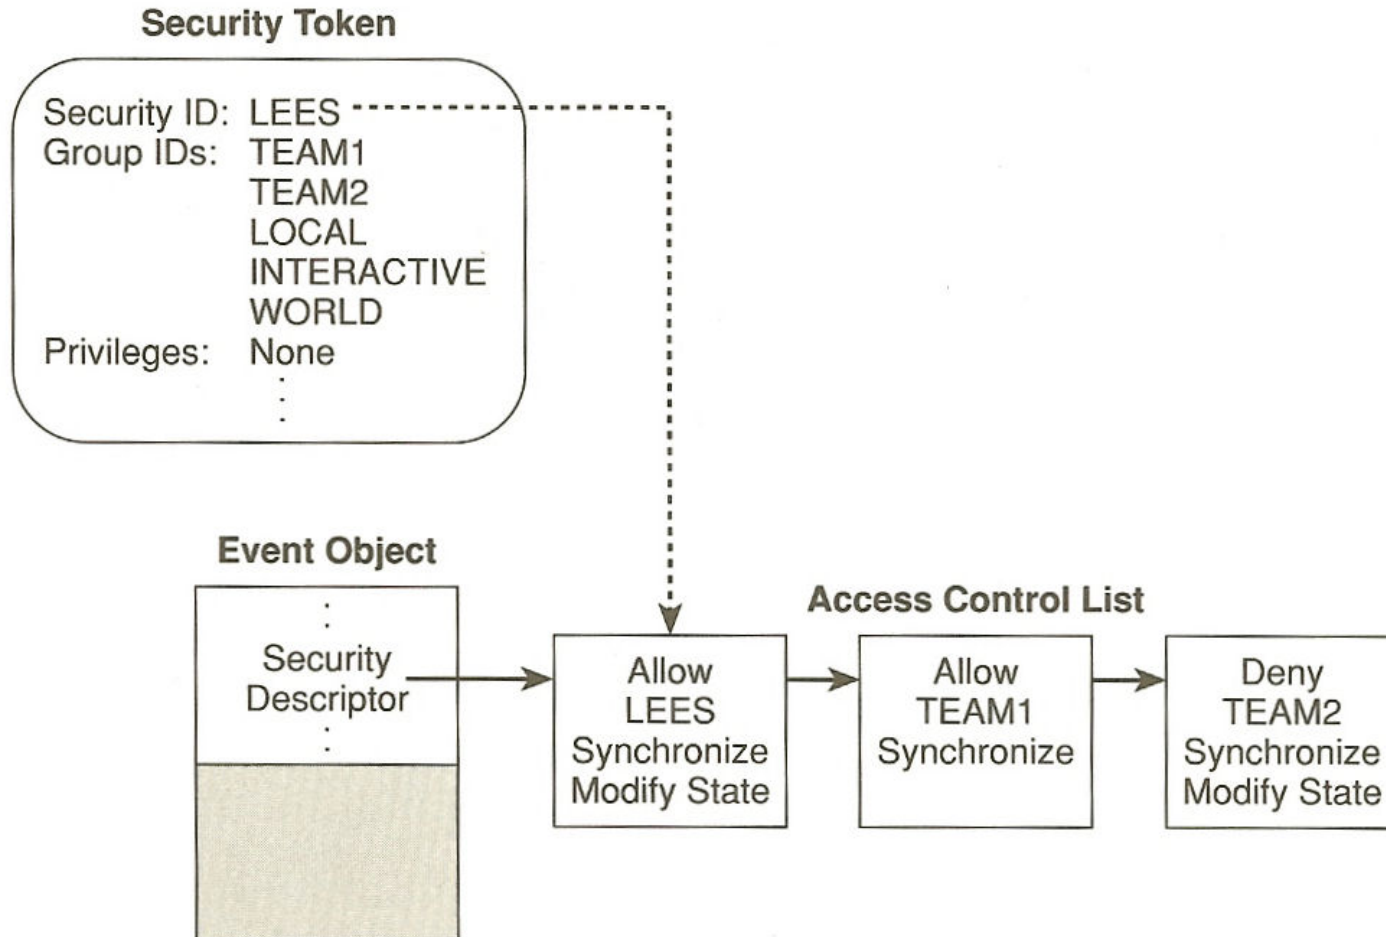 Security Token
Security ID: LEES
Group IDs: TEAM1
TEAM2
LOCAL
INTERACTIVE
WORLD
Privileges: None
Event Object
Security
Descriptor
Access Control List
Allow
LEES
Synchronize
Modify State
Allow
TEAM1
Synchronize
Deny
TEAM2
Synchronize
Modify State